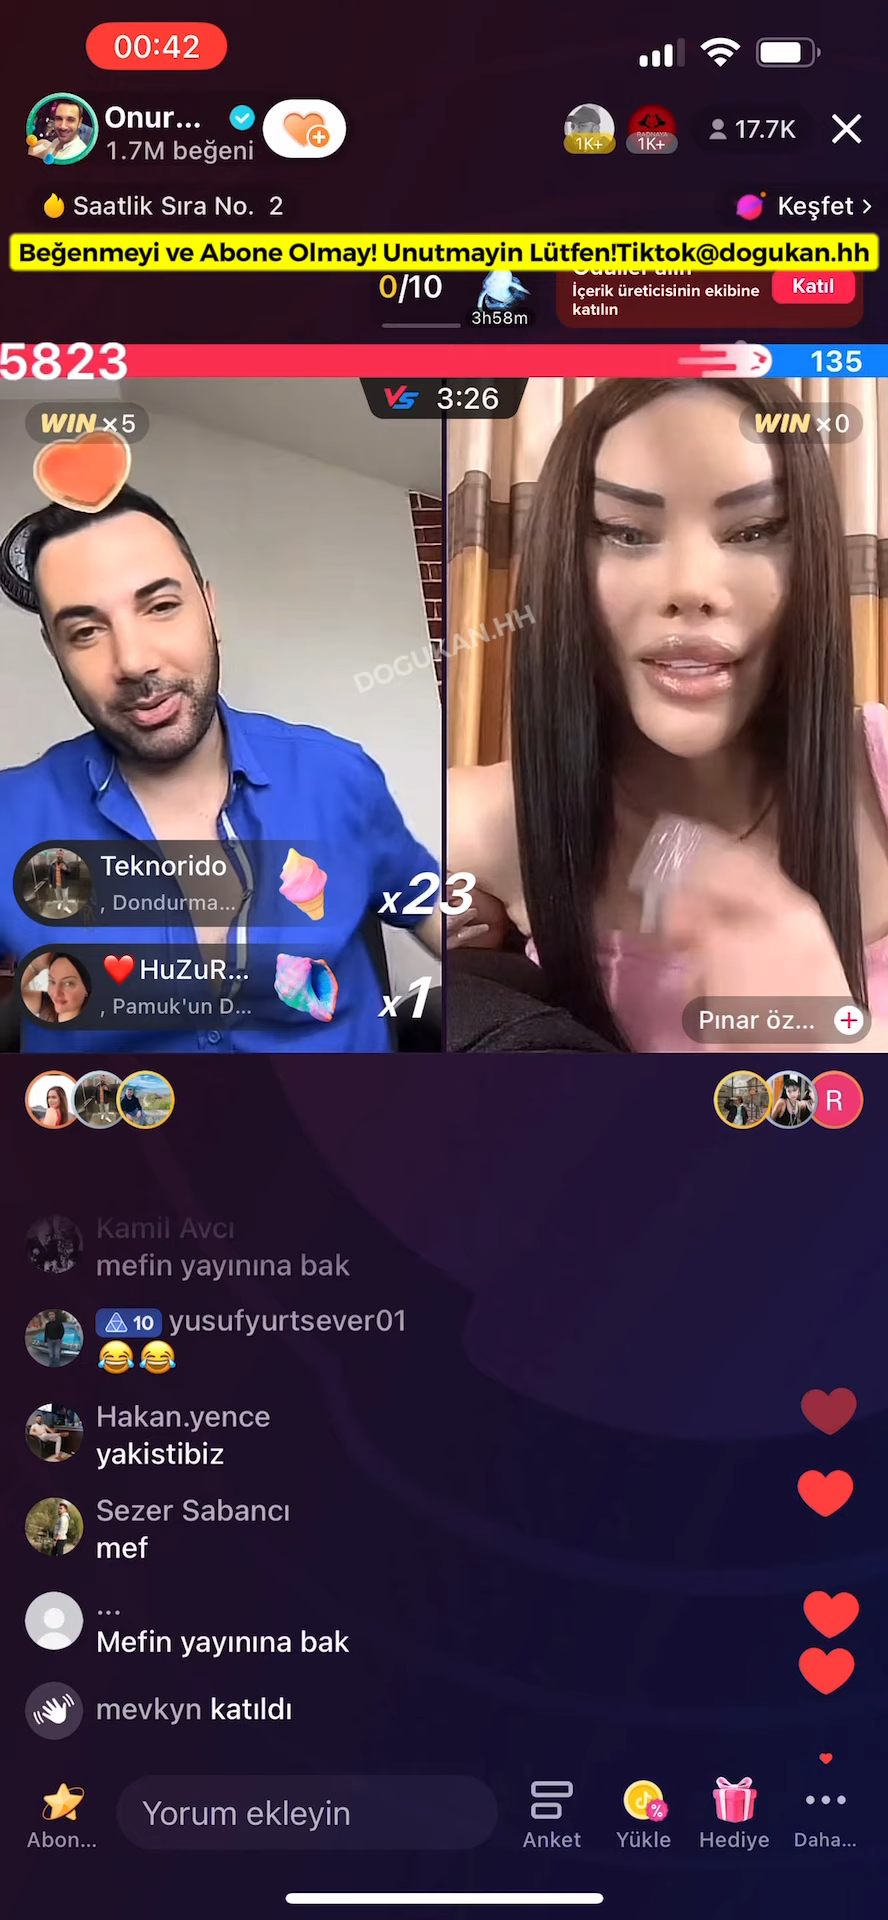 00:42
Onur...
1.7M beğeni
1K+
1K+
17.7K
Saatlik Sıra No. 2
Keşfet >
Beğenmeyi ve Abone Olmay! Unutmayin Lütfen!Tiktok@dogukan.hh
0/10
3h58m
İçerik üreticisinin ekibine
katılın
Katıl
5823
135
VS 3:26
WIN x5
WIN x0
DOGUKAN.HH
Teknorido
, Dondurma...
x23
HuZuR...
, Pamuk'un D...
x1
Pınar öz...
R
Kamil Avcı
mefin yayınına bak
10 yusufyurtsever01
Hakan.yence
yakistibiz
Sezer Sabancı
mef
...
Mefin yayınına bak
mevkyn katıldı
Abon...
Yorum ekleyin
Anket
Yükle
Hediye
Daha...